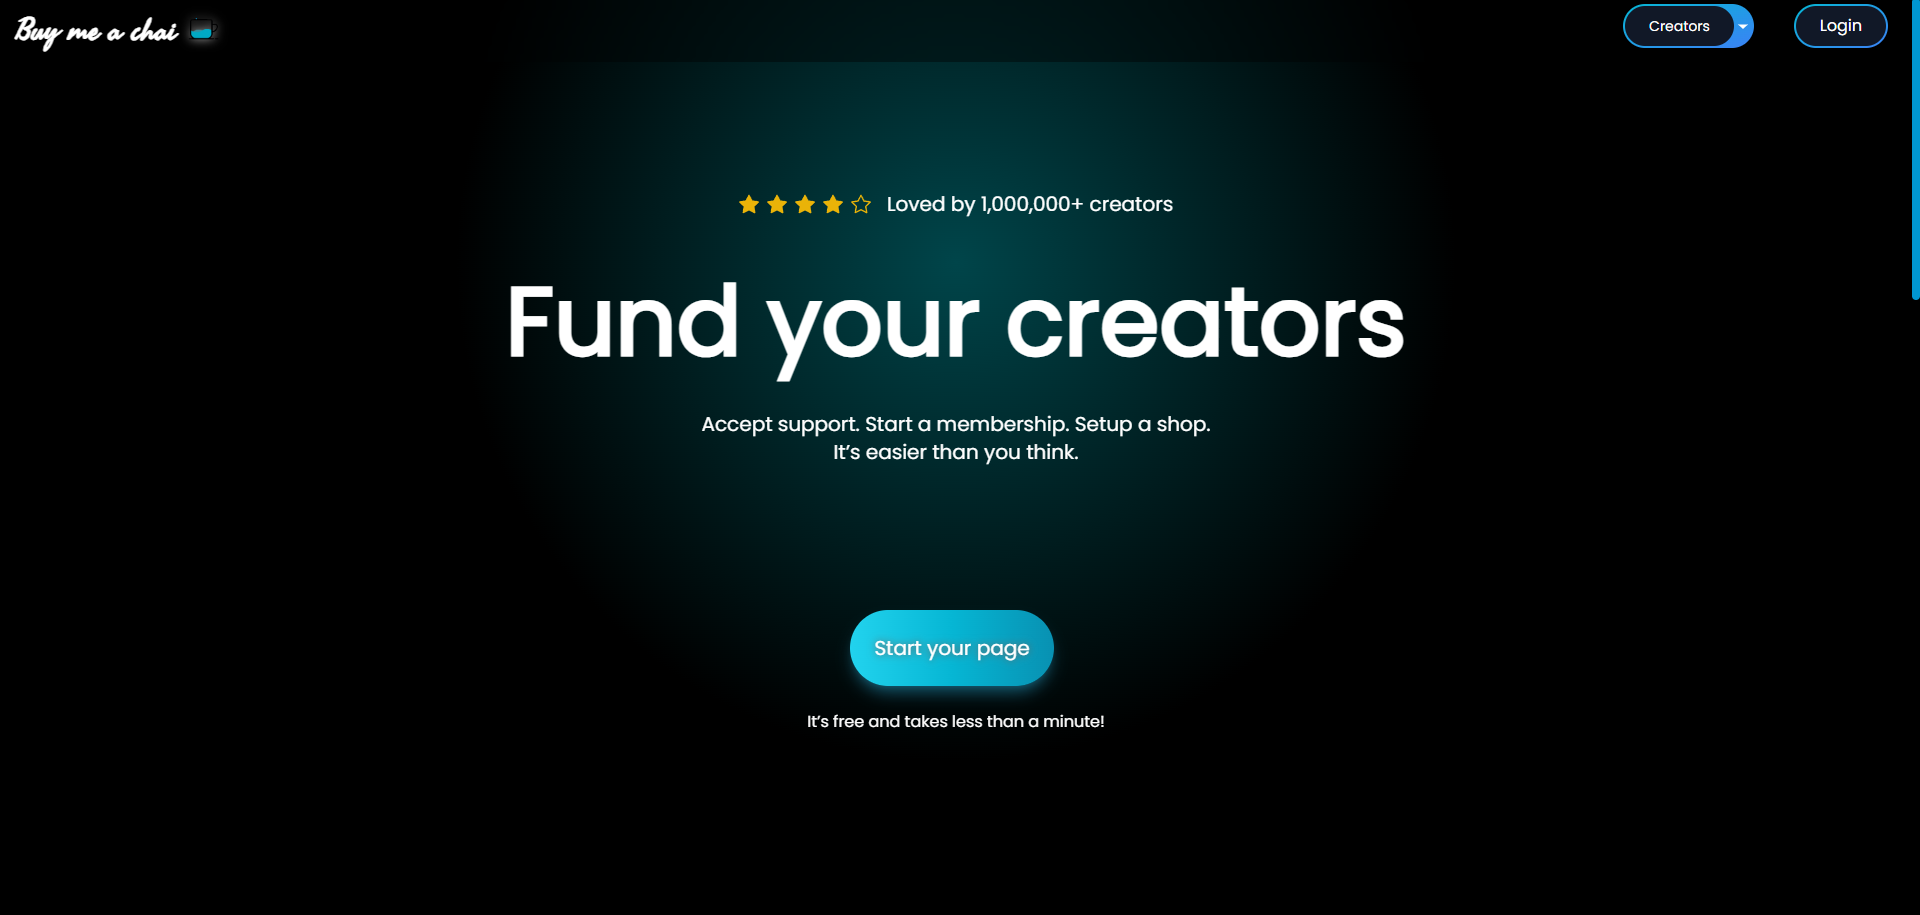 Buy me a chai
Creators
Login
Loved by 1,000,000+ creators
Fund your creators
Accept support. Start a membership. Setup a shop.
It’s easier than you think.
Start your page
It’s free and takes less than a minute!